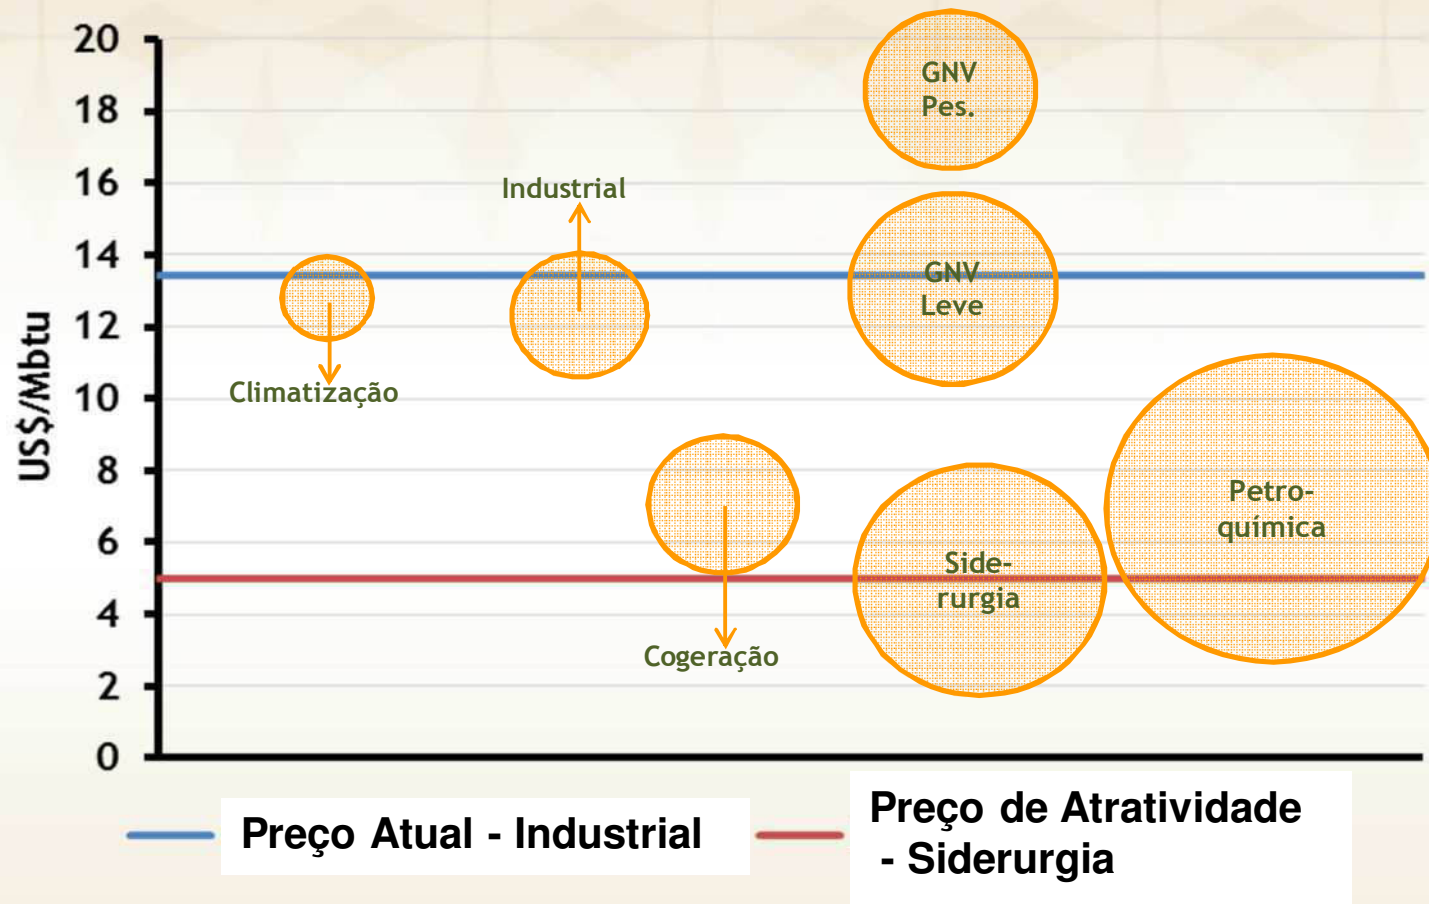 20
18
16
14
12
10
8
6
4
2
0
US$/Mbtu
GNV
Pes.
Industrial
GNV
Leve
Climatização
Petro-
química
Side-
rurgia
Cogeração
Preço Atual - Industrial
Preço de Atratividade
- Siderurgia